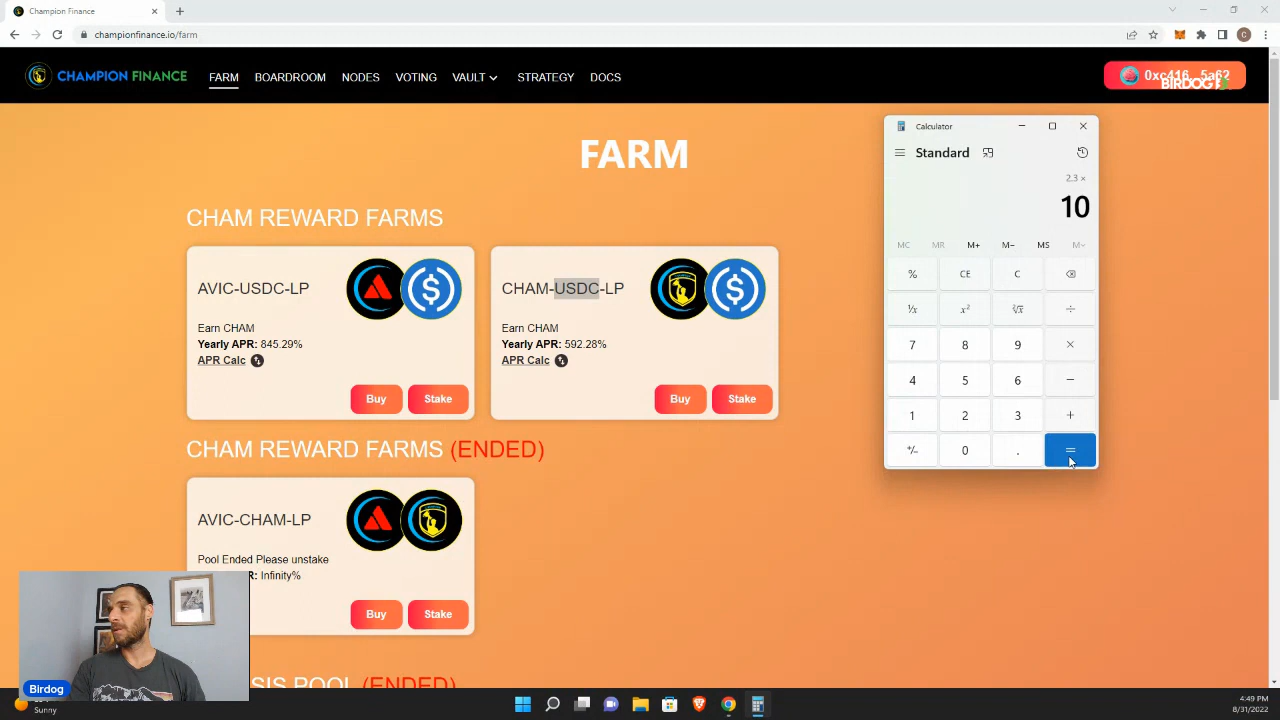 Champion Finance
championfinance.io/farm
C
CHAMPION FINANCE
FARM
BOARDROOM
NODES
VOTING
VAULT
STRATEGY
DOCS
0xc416...5a62
BIRDOG
FARM
CHAM REWARD FARMS
AVIC-USDC-LP
Earn CHAM
Yearly APR: 845.29%
APR Calc
Buy
Stake
CHAM-USDC-LP
Earn CHAM
Yearly APR: 592.28%
APR Calc
Buy
Stake
CHAM REWARD FARMS (ENDED)
AVIC-CHAM-LP
Pool Ended Please unstake
R: Infinity%
Buy
Stake
SIS POOL (ENDED)
Calculator
Standard
2.3 ×
10
MC MR M+ M− MS M˅
% CE C
¹/x x² ²√x ÷
7 8 9 ×
4 5 6 −
1 2 3 +
+/− 0 . =
Birdog
Sunny
4:49 PM
8/31/2022